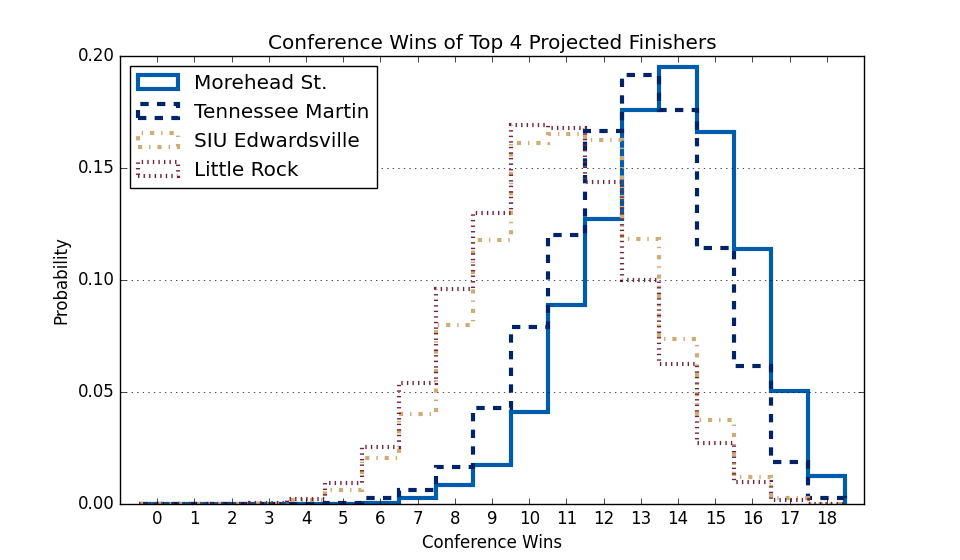 Conference Wins of Top 4 Projected Finishers
Morehead St.
Tennessee Martin
SIU Edwardsville
Little Rock
Probability
0.20
0.15
0.10
0.05
0.00
0 1 2 3 4 5 6 7 8 9 10 11 12 13 14 15 16 17 18
Conference Wins